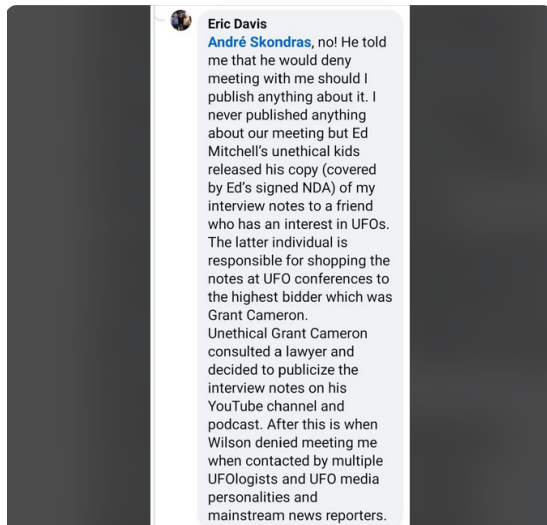 Eric Davis
André Skondras, no! He told
me that he would deny
meeting with me should I
publish anything about it. I
never published anything
about our meeting but Ed
Mitchell's unethical kids
released his copy (covered
by Ed's signed NDA) of my
interview notes to a friend
who has an interest in UFOs.
The latter individual is
responsible for shopping the
notes at UFO conferences to
the highest bidder which was
Grant Cameron.
Unethical Grant Cameron
consulted a lawyer and
decided to publicize the
interview notes on his
YouTube channel and
podcast. After this is when
Wilson denied meeting me
when contacted by multiple
UFOlogists and UFO media
personalities and
mainstream news reporters.